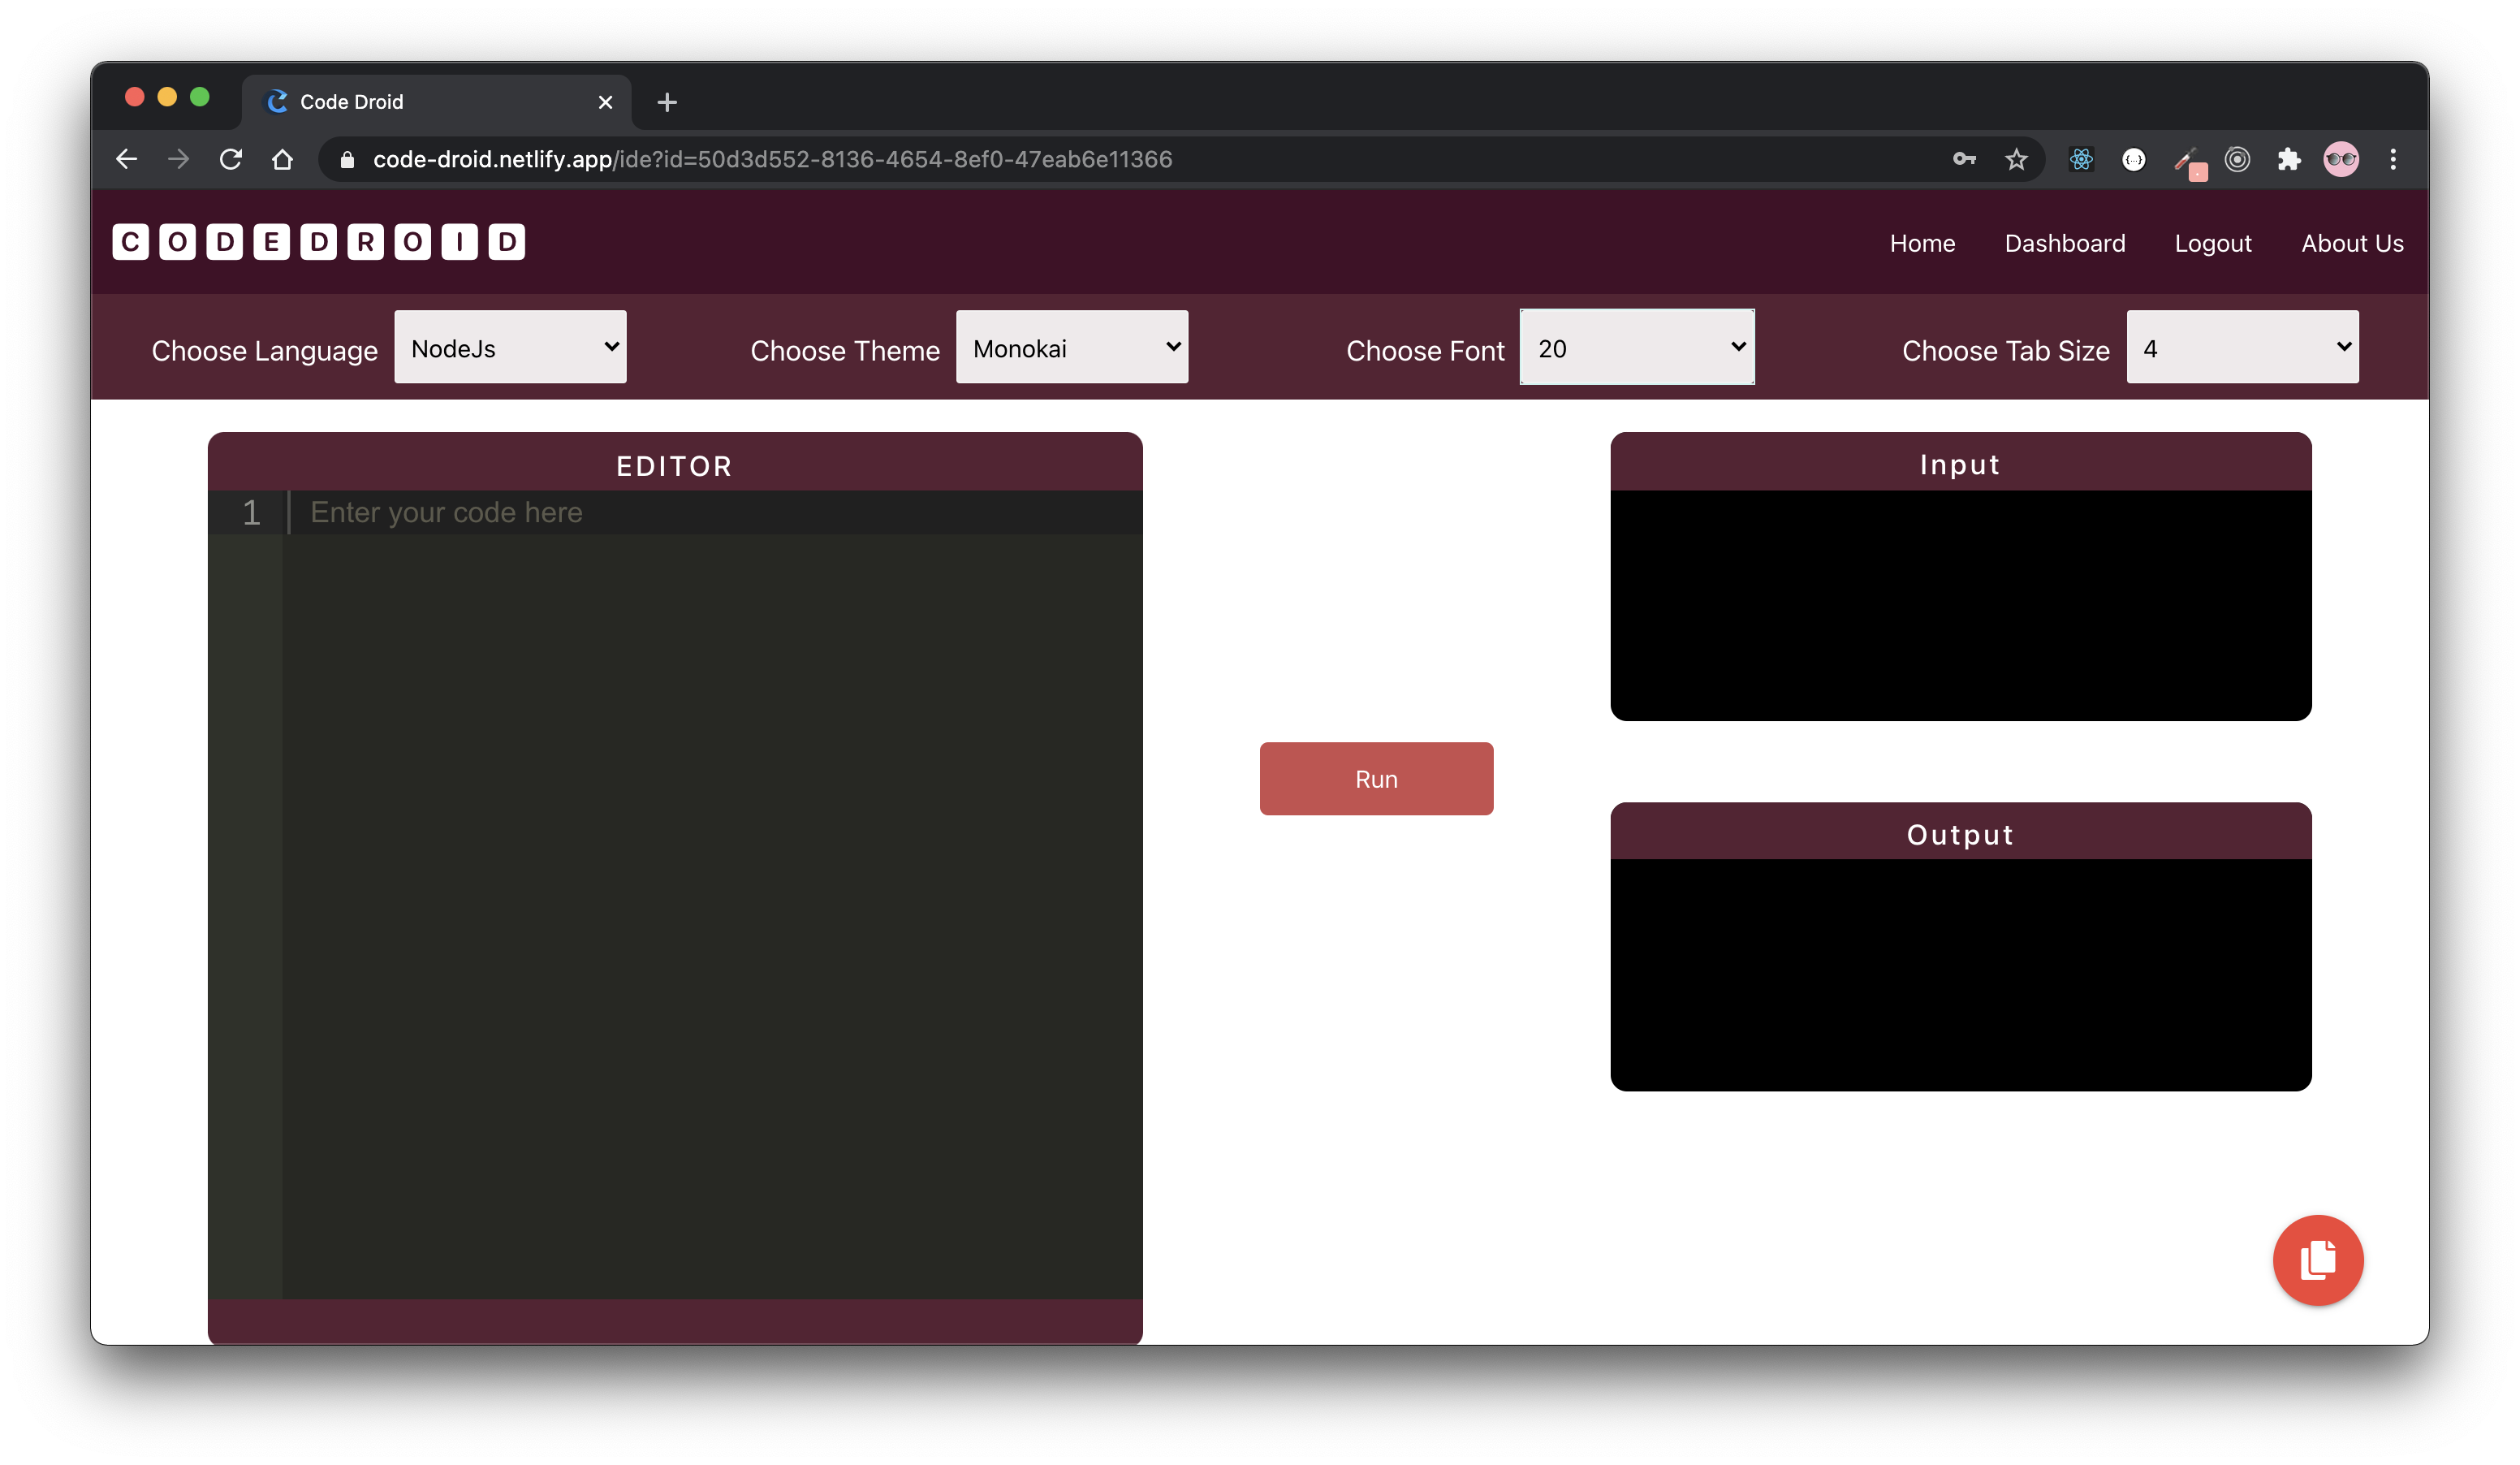 Code Droid
code-droid.netlify.app/ide?id=50d3d552-8136-4654-8ef0-47eab6e11366
CODEDROID
Home Dashboard Logout About Us
Choose Language NodeJs Choose Theme Monokai Choose Font 20 Choose Tab Size 4
EDITOR
1 Enter your code here
Input
Run
Output